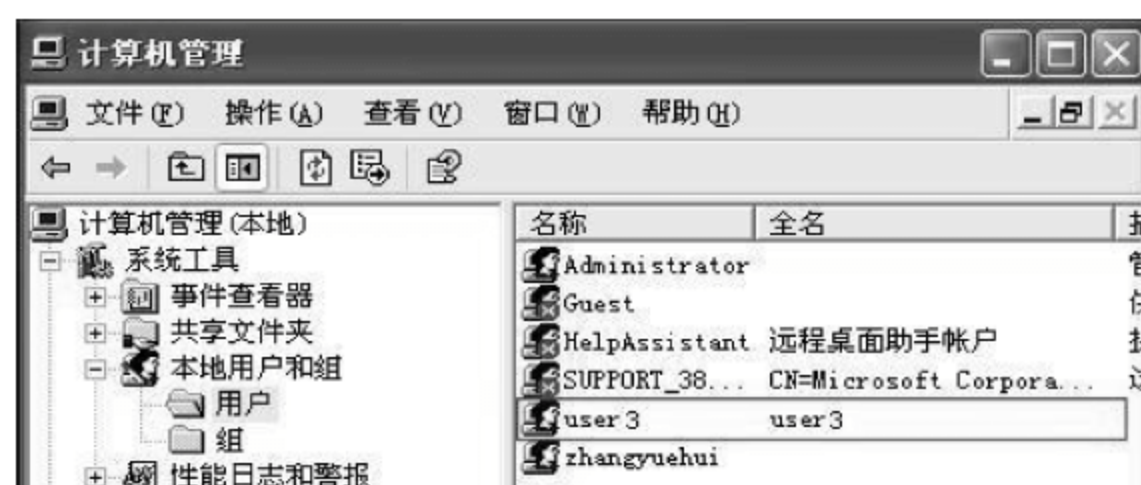 计算机管理
文件(F) 操作(A) 查看(V) 窗口(W) 帮助(H)
计算机管理(本地)
系统工具
事件查看器
共享文件夹
本地用户和组
用户
组
性能日志和警报
名称 全名
Administrator
Guest
HelpAssistant 远程桌面助手帐户
SUPPORT_38... CN=Microsoft Corpora...
user3 user3
zhangyuehui